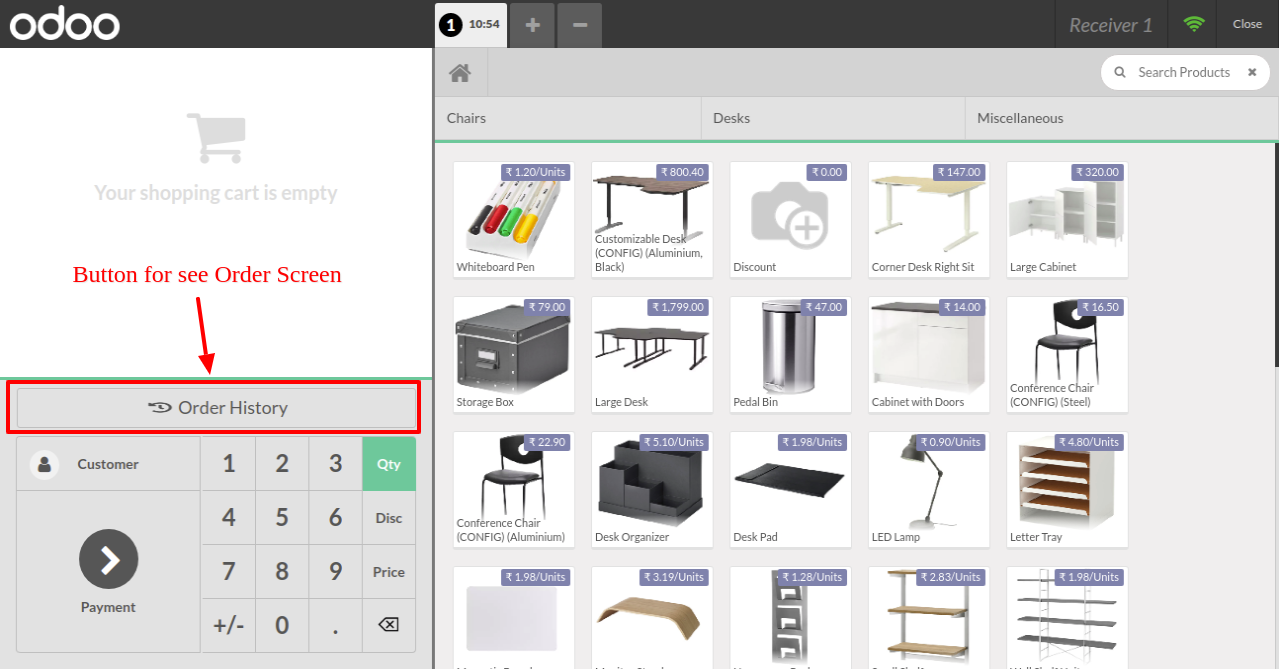 odoo
1 10:54 + −
Receiver 1
Close
Search Products
Chairs
Desks
Miscellaneous
Your shopping cart is empty
Button for see Order Screen
Order History
Customer
Payment
1 2 3 Qty
4 5 6 Disc
7 8 9 Price
+/- 0 .
₹ 1.20/Units
Whiteboard Pen
₹ 800.40
Customizable Desk
(CONFIG) (Aluminium,
Black)
₹ 0.00
Discount
₹ 147.00
Corner Desk Right Sit
₹ 320.00
Large Cabinet
₹ 79.00
Storage Box
₹ 1,799.00
Large Desk
₹ 47.00
Pedal Bin
₹ 14.00
Cabinet with Doors
₹ 16.50
Conference Chair
(CONFIG) (Steel)
₹ 22.90
Conference Chair
(CONFIG) (Aluminium)
₹ 5.10/Units
Desk Organizer
₹ 1.98/Units
Desk Pad
₹ 0.90/Units
LED Lamp
₹ 4.80/Units
Letter Tray
₹ 1.98/Units
₹ 3.19/Units
₹ 1.28/Units
₹ 2.83/Units
₹ 1.98/Units